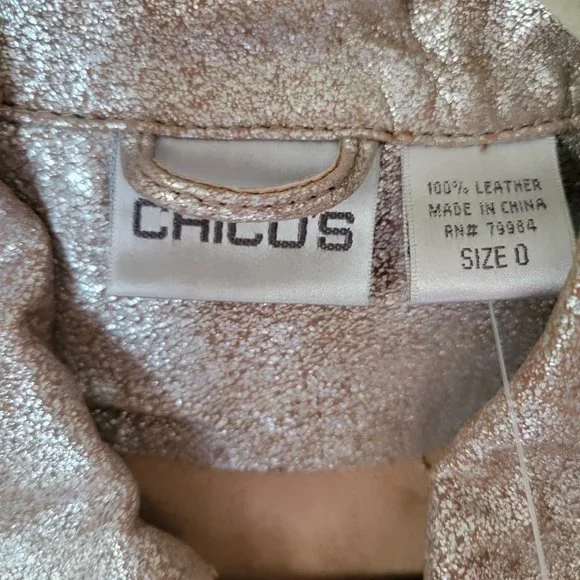 CHICO'S
100% LEATHER
MADE IN CHINA
RN# 79984
SIZE 0